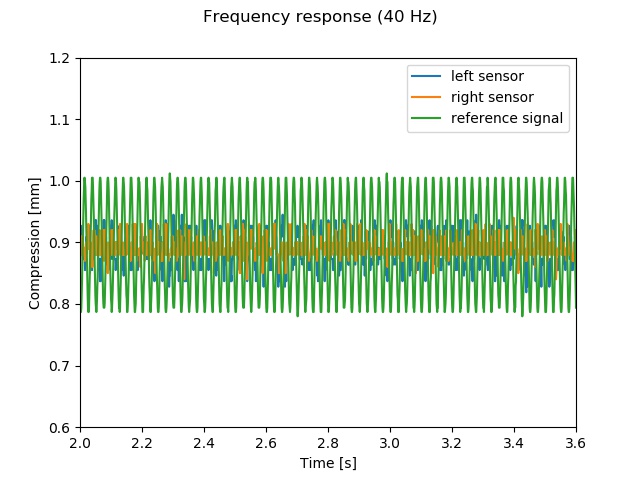 Frequency response (40 Hz)
1.2
1.1
1.0
0.9
0.8
0.7
0.6
Compression [mm]
left sensor
right sensor
reference signal
2.0 2.2 2.4 2.6 2.8 3.0 3.2 3.4 3.6
Time [s]